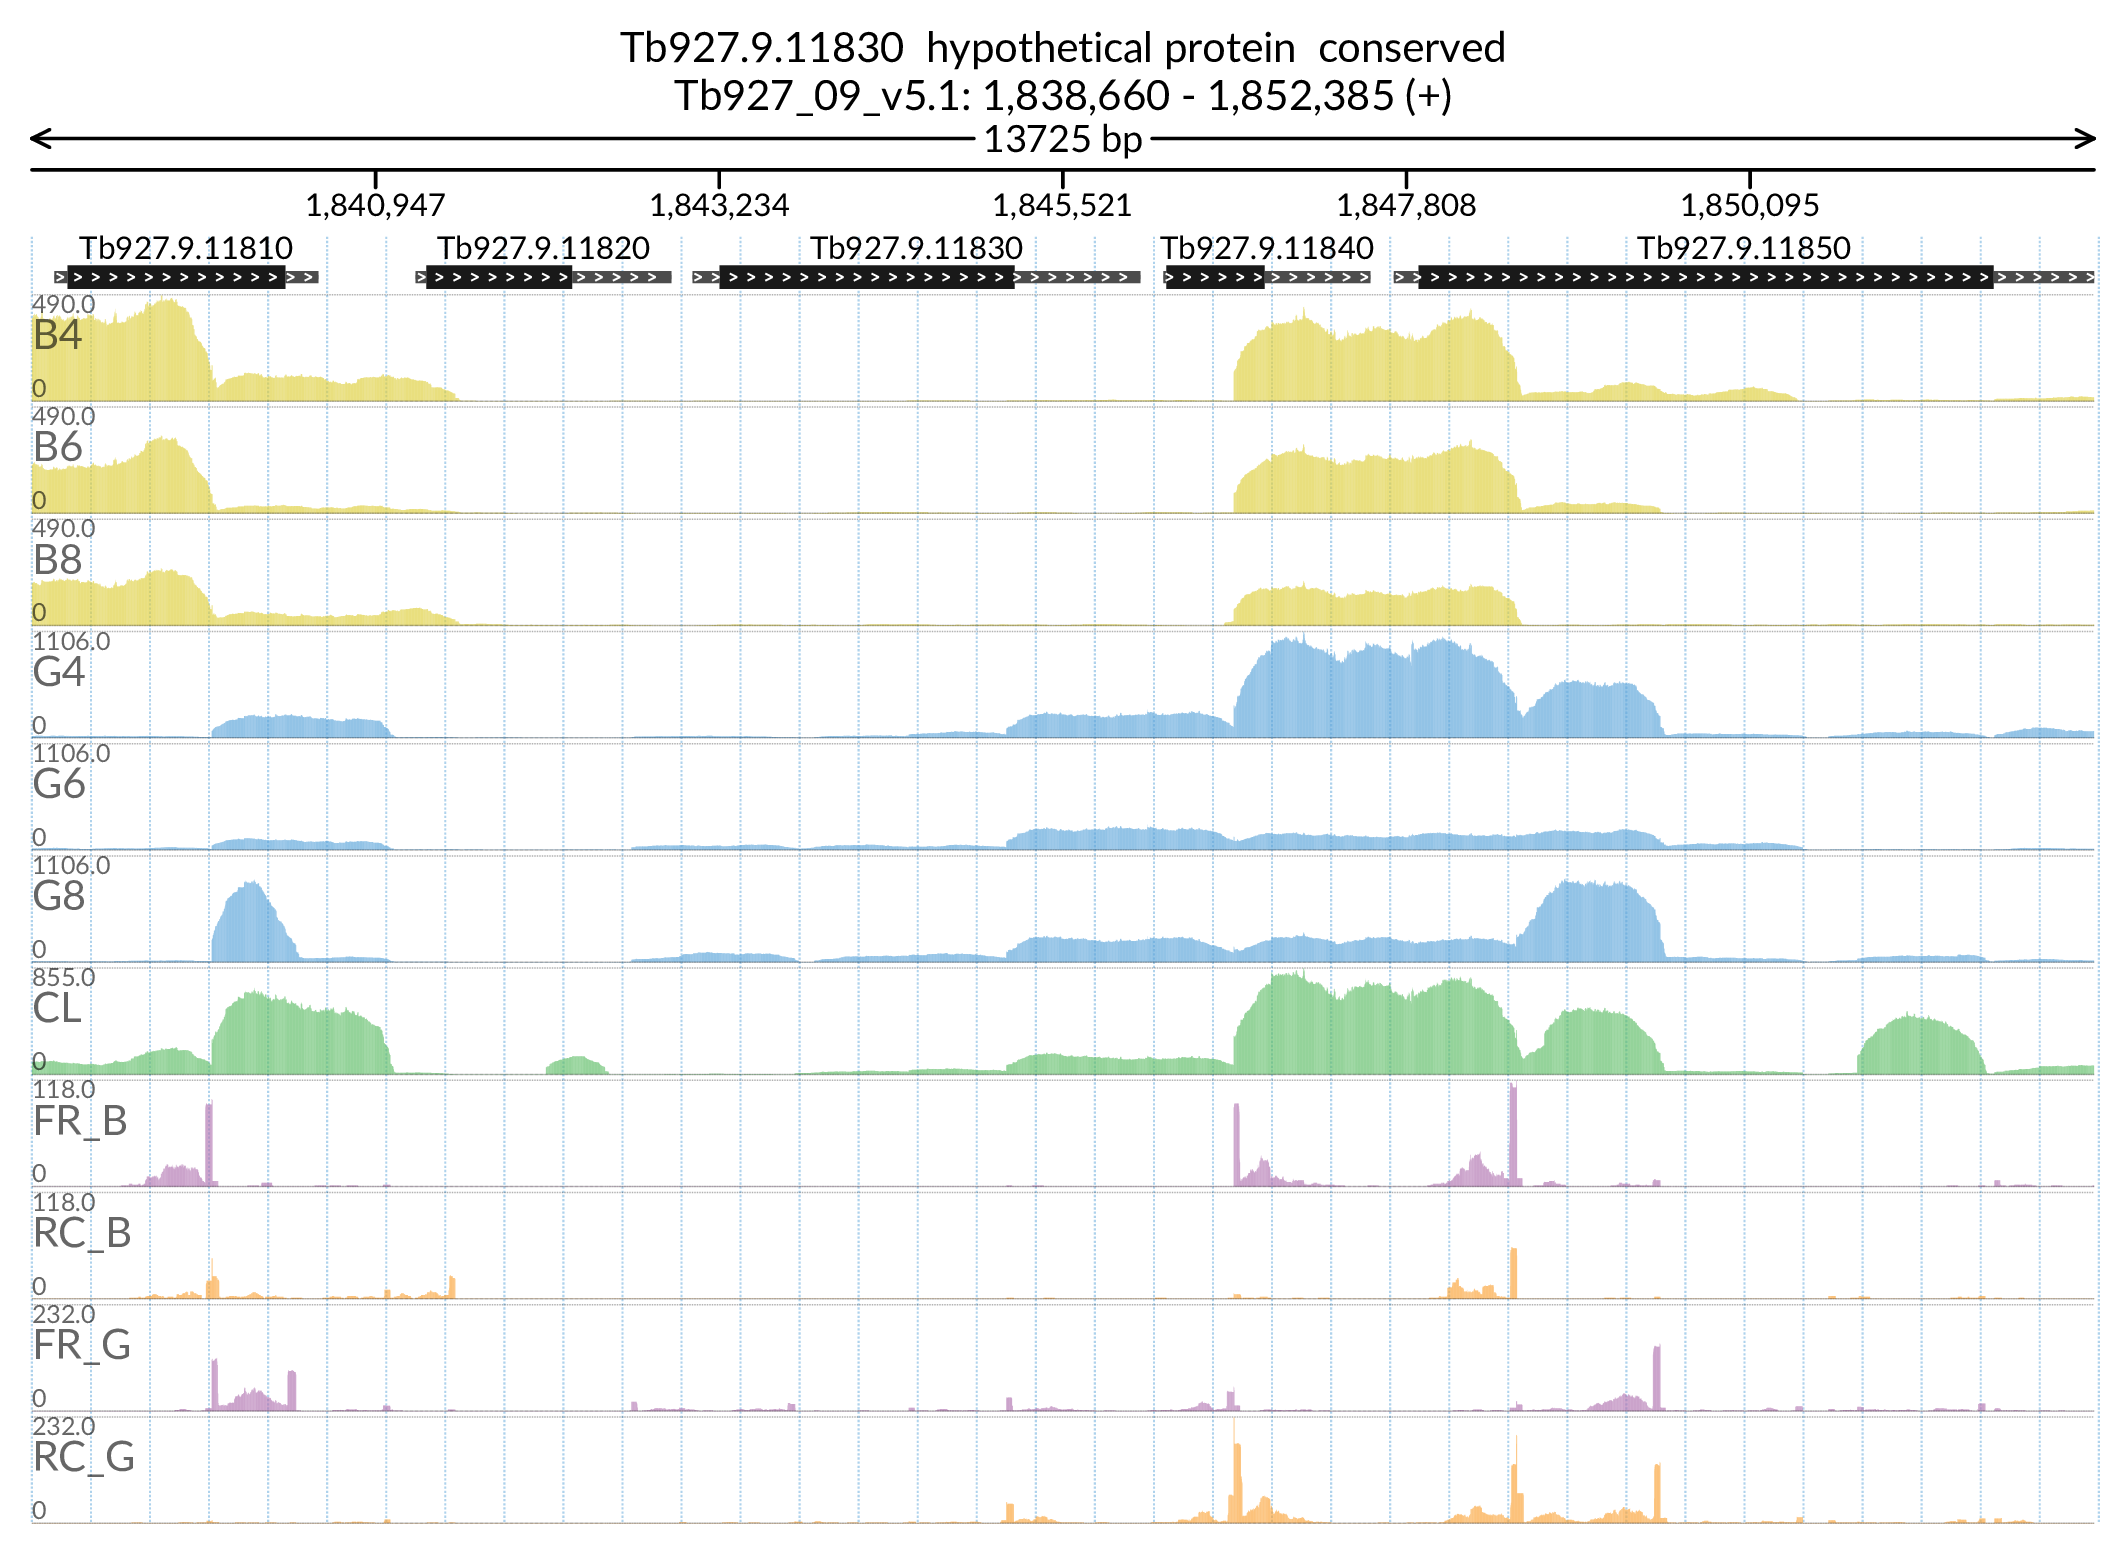 Tb927.9.11830  hypothetical protein  conserved
Tb927_09_v5.1: 1,838,660 - 1,852,385 (+)
13725 bp
1,840,947 1,843,234 1,845,521 1,847,808 1,850,095
Tb927.9.11810 Tb927.9.11820 Tb927.9.11830 Tb927.9.11840 Tb927.9.11850
490.0
B4
0
490.0
B6
0
490.0
B8
0
1106.0
G4
0
1106.0
G6
0
1106.0
G8
0
855.0
CL
0
118.0
FR_B
0
118.0
RC_B
0
232.0
FR_G
0
232.0
RC_G
0